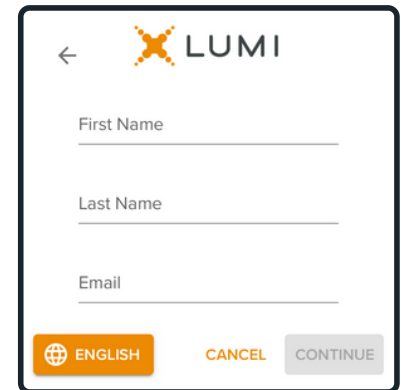 LUMI
First Name
Last Name
Email
ENGLISH CANCEL CONTINUE